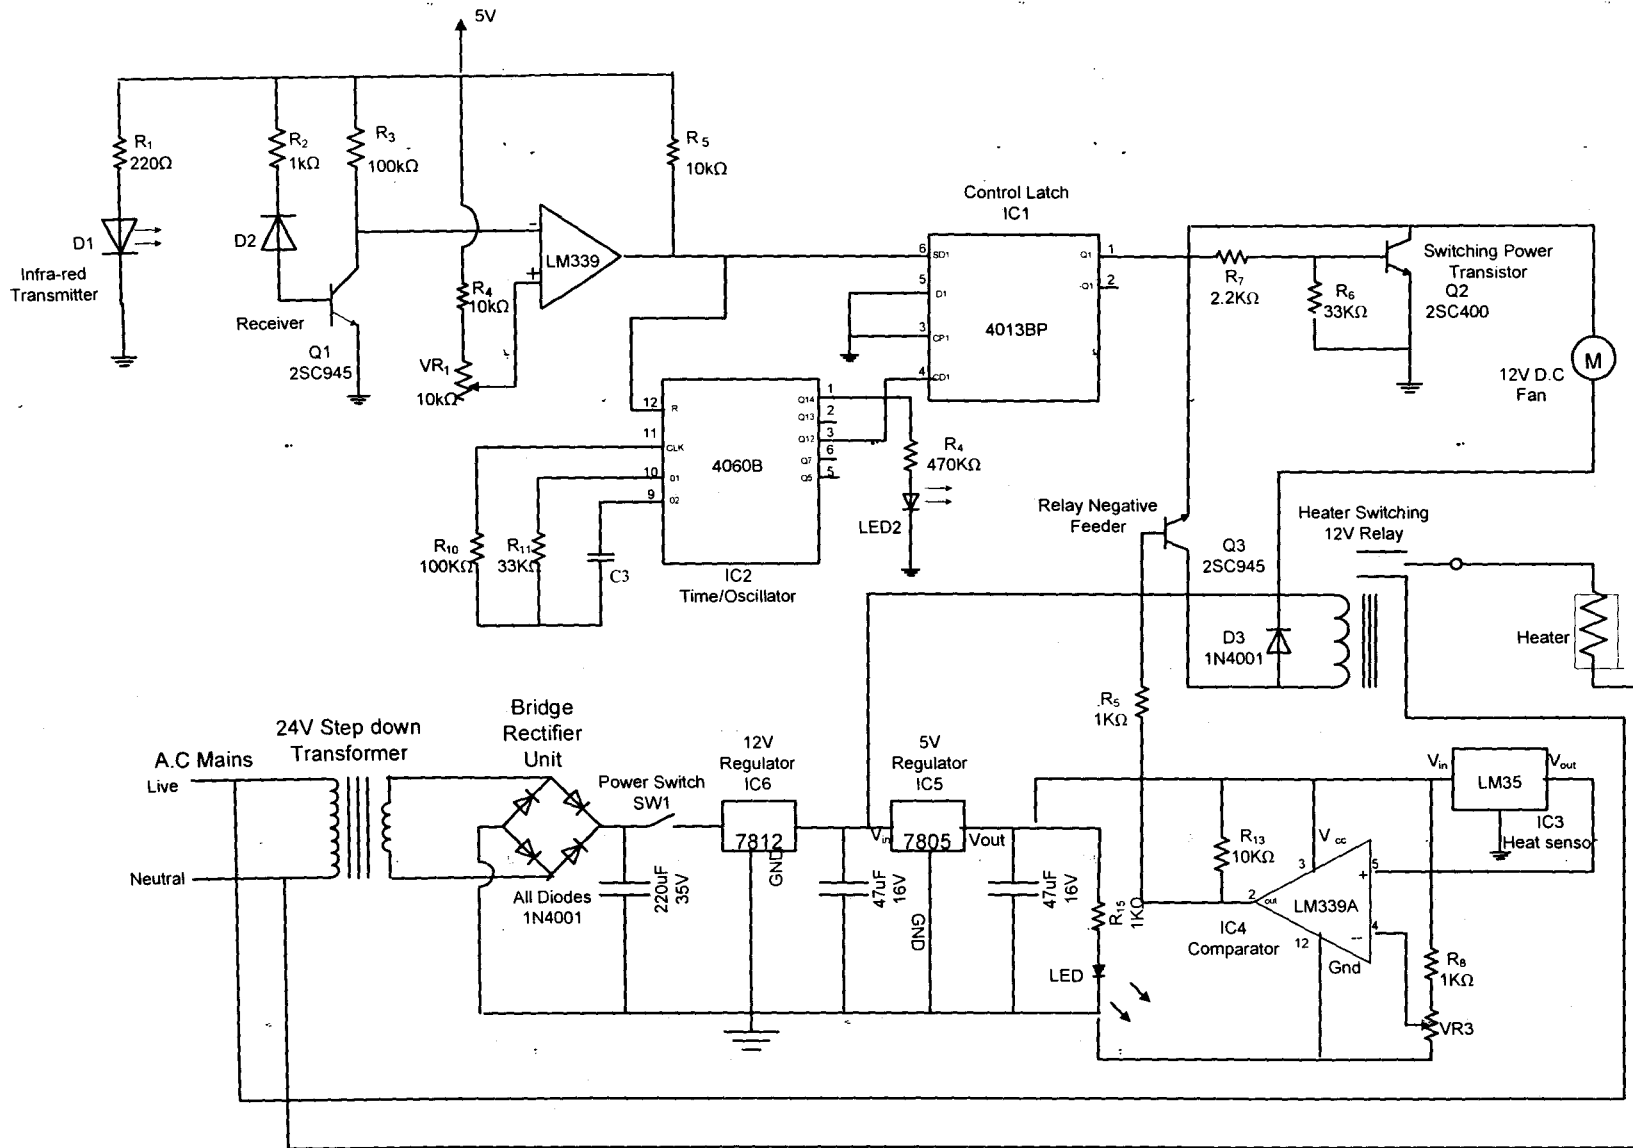 5V
R1
220Ω
R2
1kΩ
R3
100kΩ
R5
10kΩ
D1
Infra-red
Transmitter
D2
Receiver
Q1
2SC945
R4
10kΩ
VR1
10kΩ
-
+
LM339
Control Latch
IC1
6
SD1
5
D1
3
CP1
4
CD1
4013BP
Q1
1
-Q1
2
R7
2.2KΩ
R6
33KΩ
Switching Power
Transistor
Q2
2SC400
M
12V D.C
Fan
12
R
11
CLK
10
D1
9
D2
4060B
Q14
1
Q13
2
Q12
3
Q7
6
Q5
5
IC2
Time/Oscillator
R4
470KΩ
LED2
R10
100KΩ
R11
33KΩ
C3
Relay Negative
Feeder
Q3
2SC945
Heater Switching
12V Relay
D3
1N4001
Heater
R5
1KΩ
A.C Mains
Live
Neutral
24V Step down
Transformer
Bridge
Rectifier
Unit
All Diodes
1N4001
Power Switch
SW1
220uF
35V
12V
Regulator
IC6
7812
GND
47uF
16V
5V
Regulator
IC5
Vin
7805
Vout
GND
47uF
16V
R15
1KΩ
LED
R13
10KΩ
Vcc
3
5
+
2
out
LM339A
4
--
12
Gnd
IC4
Comparator
Vin
LM35
Vout
IC3
Heat sensor
R8
1KΩ
VR3